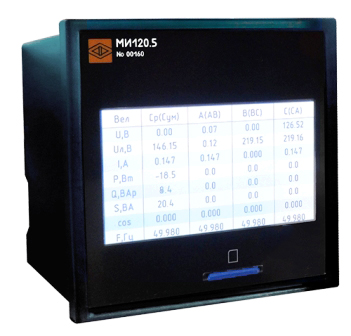 МИ120.5
No 00160
Вел Ср(Сум) A(AB) B(BC) C(CA)
U,В 0.00 0.07 0.00 126.52
Uл,В 146.15 0.12 219.15 219.16
I,А 0.147 0.147 0.000 0.147
P,Вт -18.5 0.0 0.0 0.0
Q,ВАр 8.4 0.0 0.0 0.0
S,ВА 20.4 0.0 0.0 0.0
cos 0.000 0.000 0.000 0.000
F,Гц 49.980 49.980 49.980 49.980